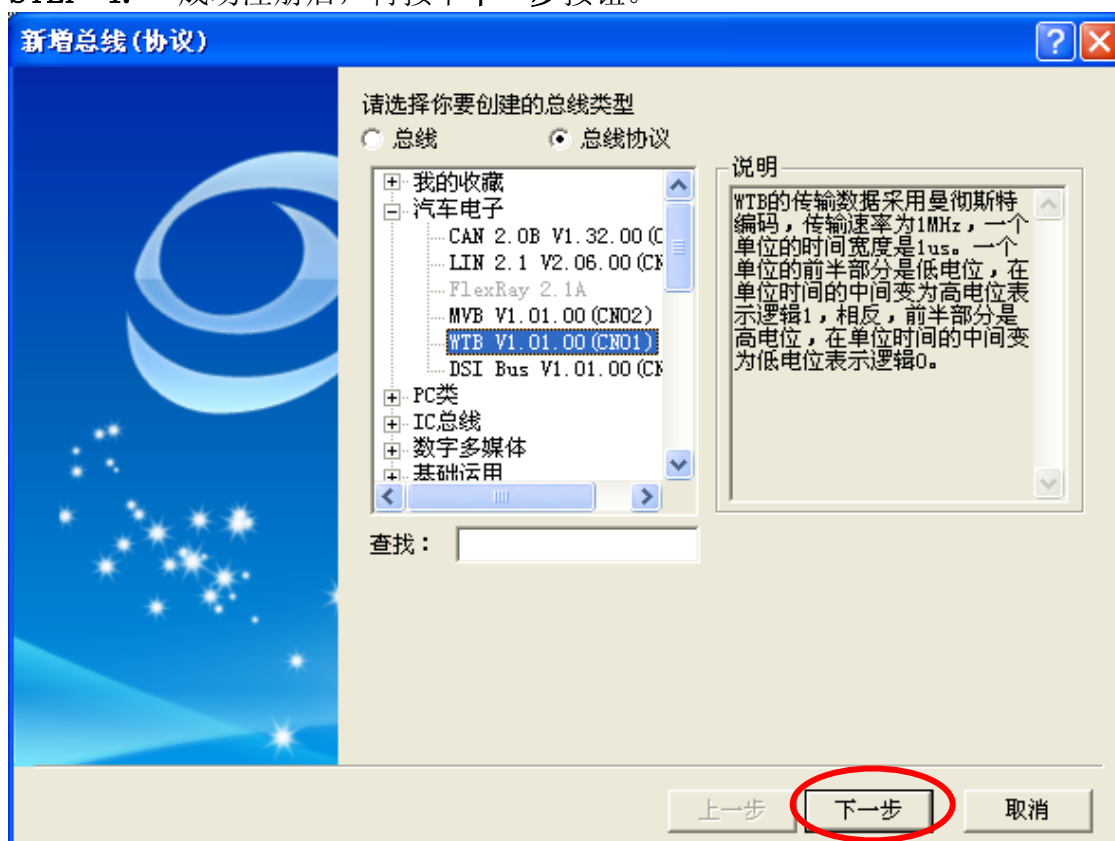 新增总线(协议)
请选择你要创建的总线类型
总线
总线协议
我的收藏
汽车电子
CAN 2.0B V1.32.00(C
LIN 2.1 V2.06.00(CN
FlexRay 2.1A
MVB V1.01.00(CN02)
WTB V1.01.00(CN01)
DSI Bus V1.01.00(CN
PC类
IC总线
数字多媒体
基础运用
查找：
说明
WTB的传输数据采用曼彻斯特
编码，传输速率为1MHz，一个
单位的时间宽度是1us。一个
单位的前半部分是低电位，在
单位时间的中间变为高电位表
示逻辑1，相反，前半部分是
高电位，在单位时间的中间变
为低电位表示逻辑0。
上一步
下一步
取消